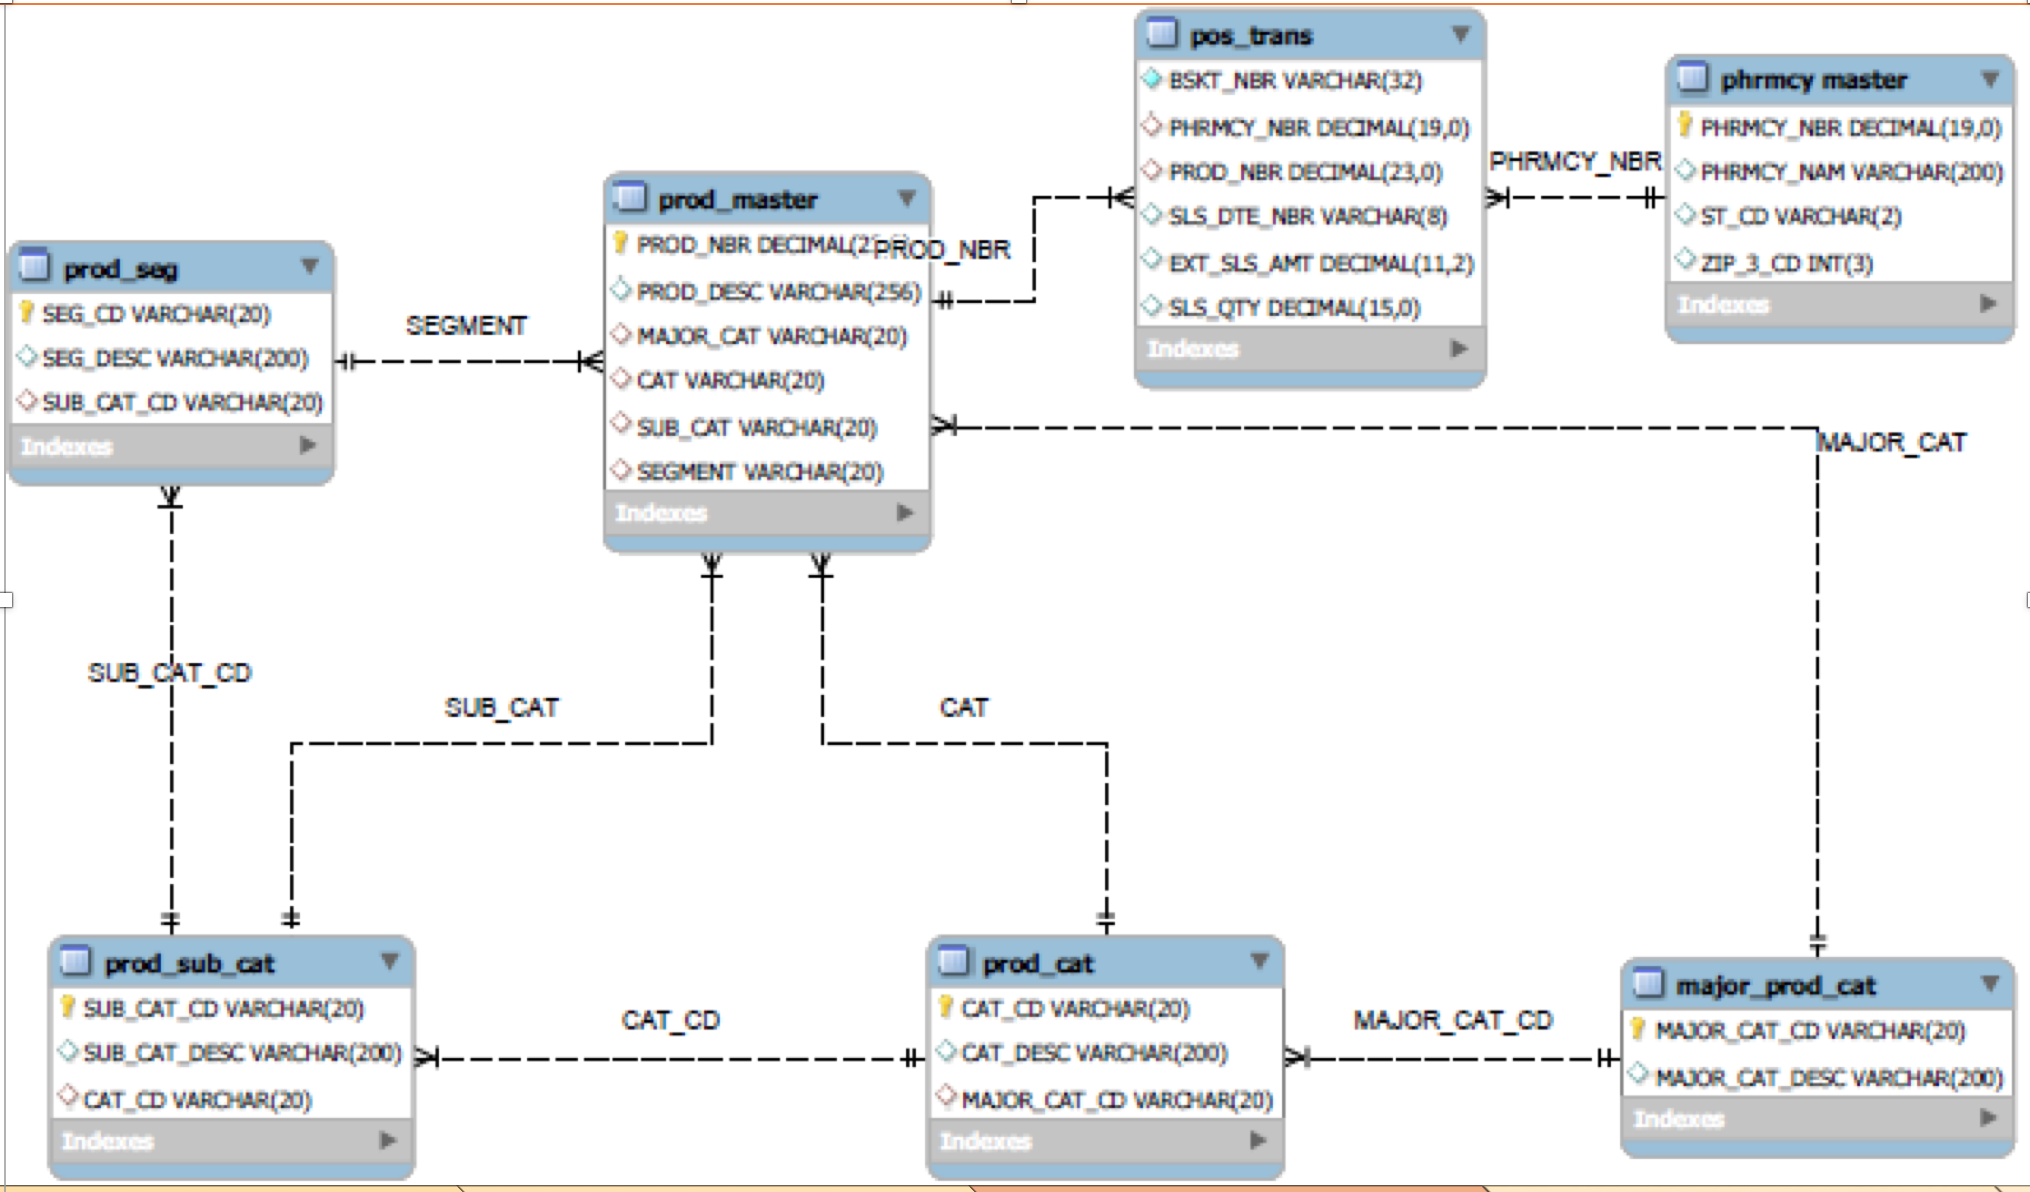 pos_trans
BSKT_NBR VARCHAR(32)
PHRMCY_NBR DECIMAL(19,0)
PROD_NBR DECIMAL(23,0)
SLS_DTE_NBR VARCHAR(8)
EXT_SLS_AMT DECIMAL(11,2)
SLS_QTY DECIMAL(15,0)
Indexes
PHRMCY_NBR
phrmcy master
PHRMCY_NBR DECIMAL(19,0)
PHRMCY_NAM VARCHAR(200)
ST_CD VARCHAR(2)
ZIP_3_CD INT(3)
Indexes
prod_master
PROD_NBR DECIMAL(2
PROD_DESC VARCHAR(256)
MAJOR_CAT VARCHAR(20)
CAT VARCHAR(20)
SUB_CAT VARCHAR(20)
SEGMENT VARCHAR(20)
Indexes
PROD_NBR
prod_seg
SEG_CD VARCHAR(20)
SEG_DESC VARCHAR(200)
SUB_CAT_CD VARCHAR(20)
Indexes
SEGMENT
MAJOR_CAT
SUB_CAT_CD
SUB_CAT
CAT
prod_sub_cat
SUB_CAT_CD VARCHAR(20)
SUB_CAT_DESC VARCHAR(200)
CAT_CD VARCHAR(20)
Indexes
CAT_CD
prod_cat
CAT_CD VARCHAR(20)
CAT_DESC VARCHAR(200)
MAJOR_CAT_CD VARCHAR(20)
Indexes
MAJOR_CAT_CD
major_prod_cat
MAJOR_CAT_CD VARCHAR(20)
MAJOR_CAT_DESC VARCHAR(200)
Indexes